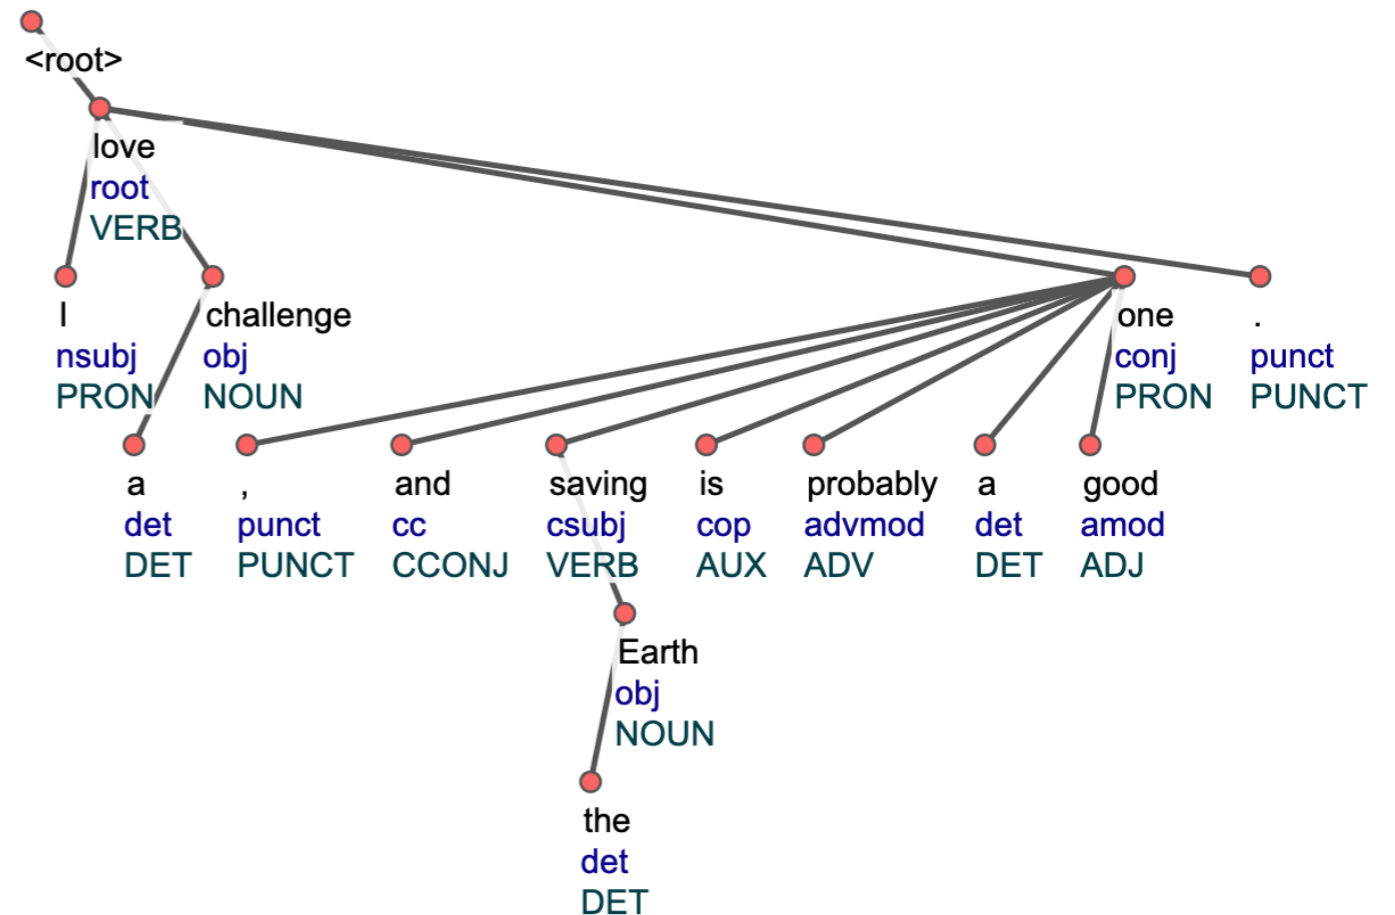 <root>
love
root
VERB
I challenge one .
nsubj obj conj punct
PRON NOUN PRON PUNCT
a , and saving is probably a good
det punct cc csubj cop advmod det amod
DET PUNCT CCONJ VERB AUX ADV DET ADJ
Earth
obj
NOUN
the
det
DET